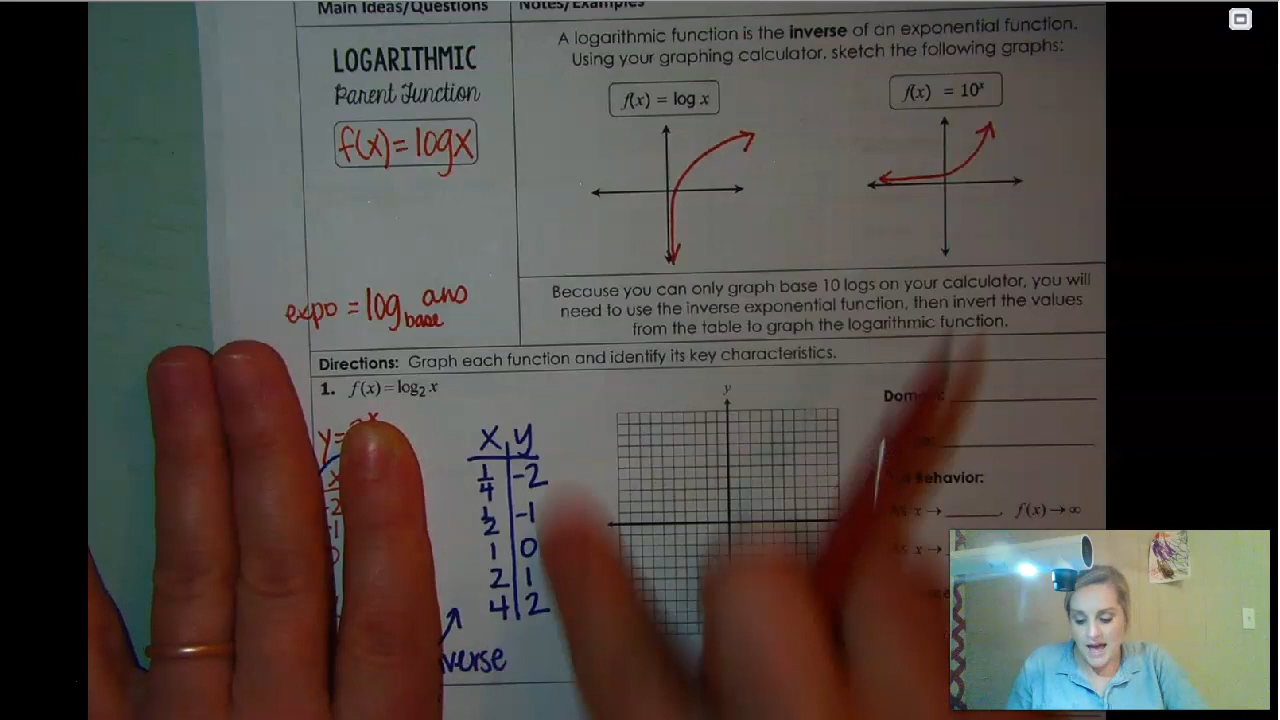 Main Ideas/Questions
Notes/Examples
LOGARITHMIC
Parent Function
f(x)=logx
expo = log base ans
A logarithmic function is the inverse of an exponential function.
Using your graphing calculator, sketch the following graphs:
f(x) = log x
f(x) = 10ˣ
Because you can only graph base 10 logs on your calculator, you will
need to use the inverse exponential function, then invert the values
from the table to graph the logarithmic function.
Directions: Graph each function and identify its key characteristics.
1. f(x) = log₂ x
y=
x y
1/4 -2
1/2 -1
1 0
2 1
4 2
y
Behavior:
x → ____, f(x) → ∞
x →